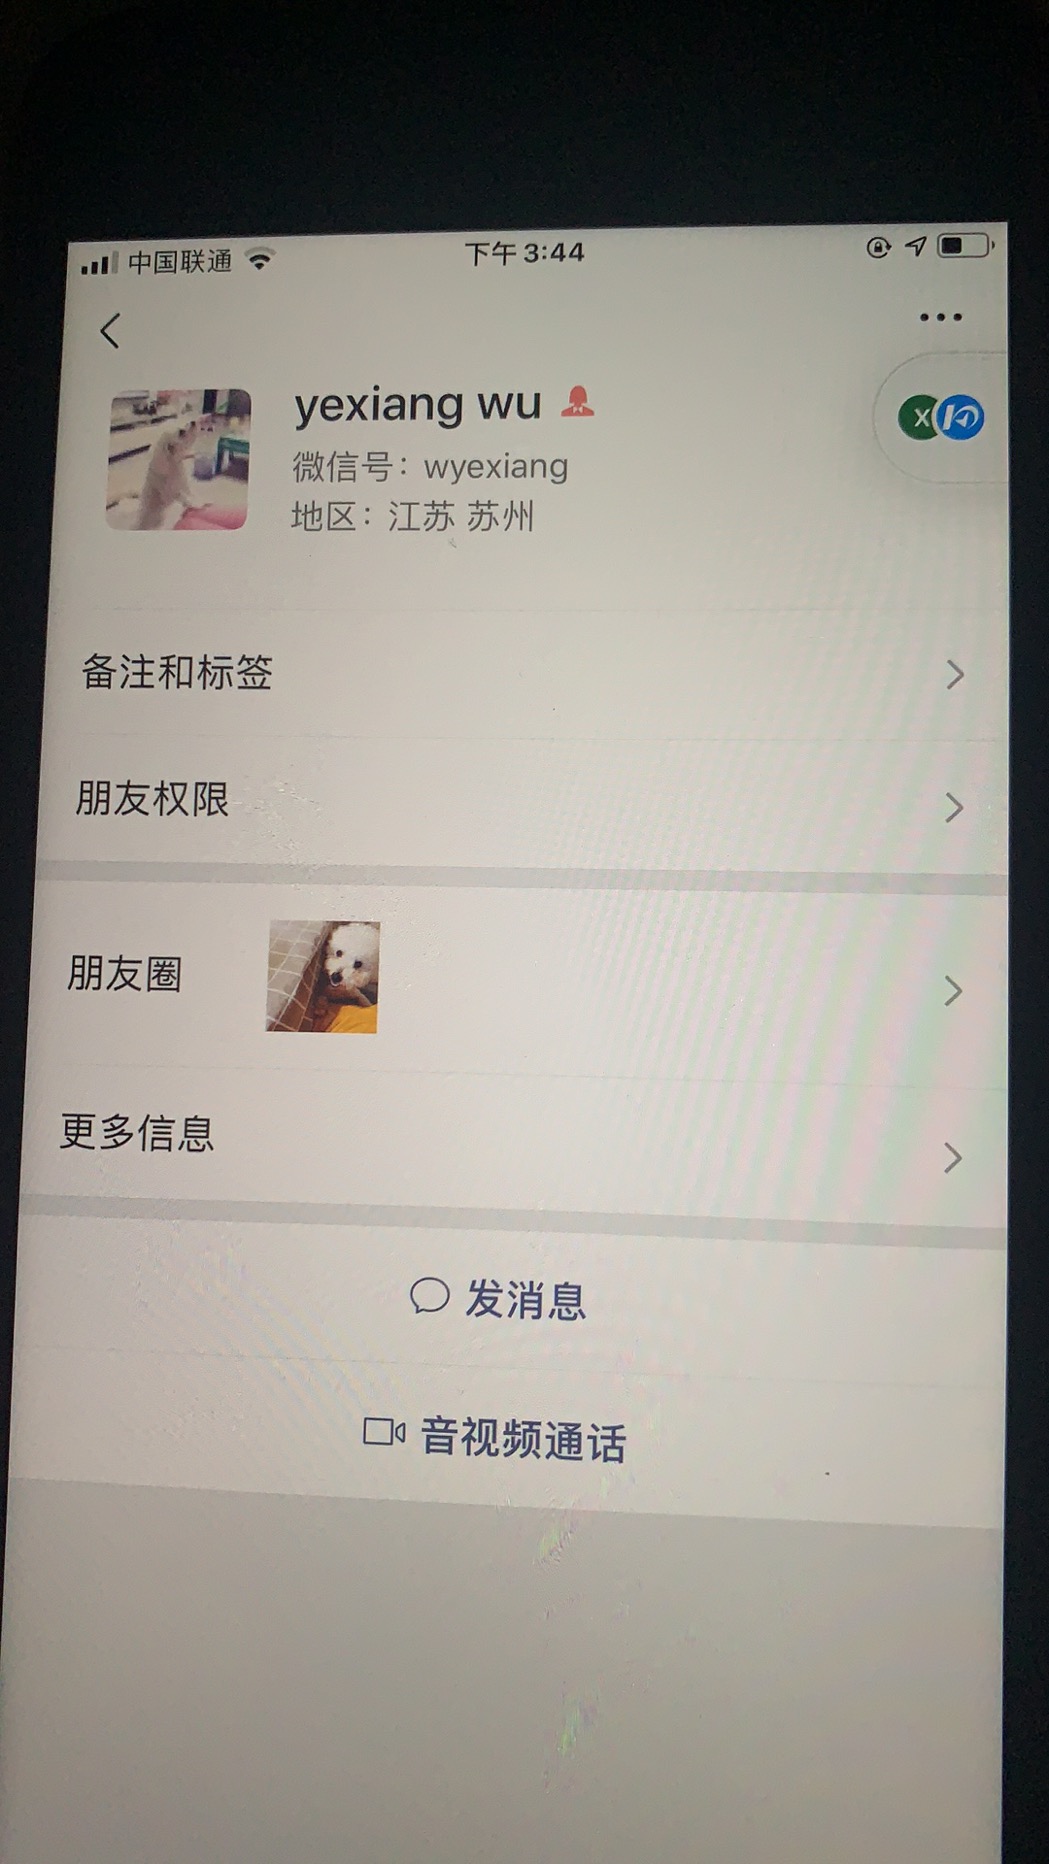 中国联通
下午3:44
yexiang wu
微信号：wyexiang
地区：江苏 苏州
X
备注和标签
朋友权限
朋友圈
更多信息
发消息
音视频通话